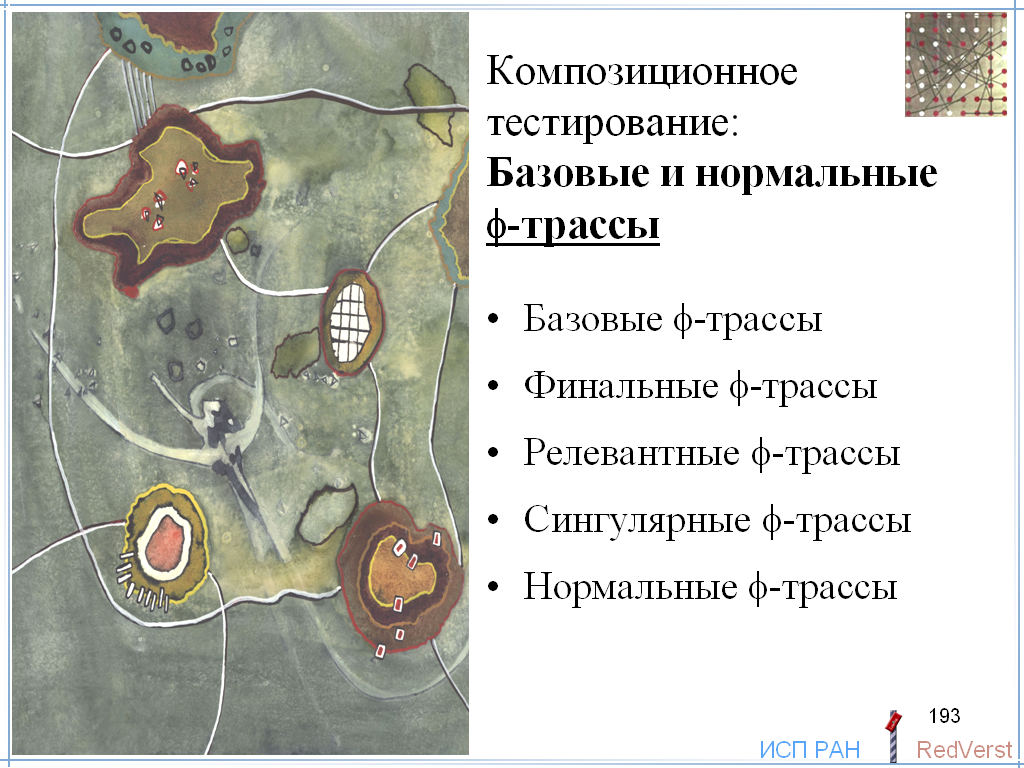 Композиционное
тестирование:
Базовые и нормальные
ϕ-трассы
• Базовые ϕ-трассы
• Финальные ϕ-трассы
• Релевантные ϕ-трассы
• Сингулярные ϕ-трассы
• Нормальные ϕ-трассы
193
ИСП РАН RedVerst